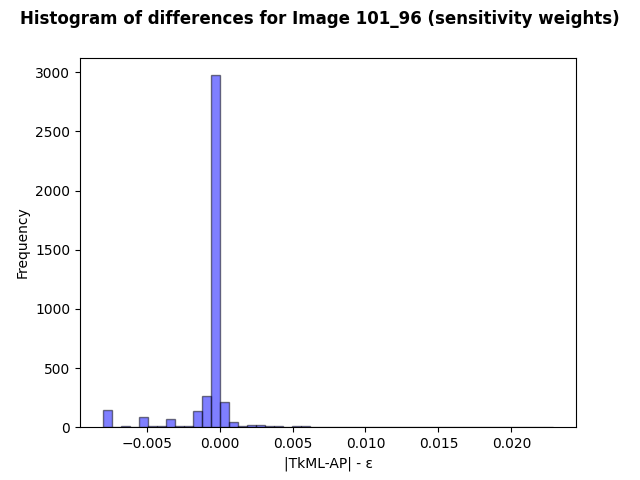 Histogram of differences for Image 101_96 (sensitivity weights)
3000
2500
2000
1500
1000
500
0
Frequency
−0.005 0.000 0.005 0.010 0.015 0.020
|TkML-AP| - ε